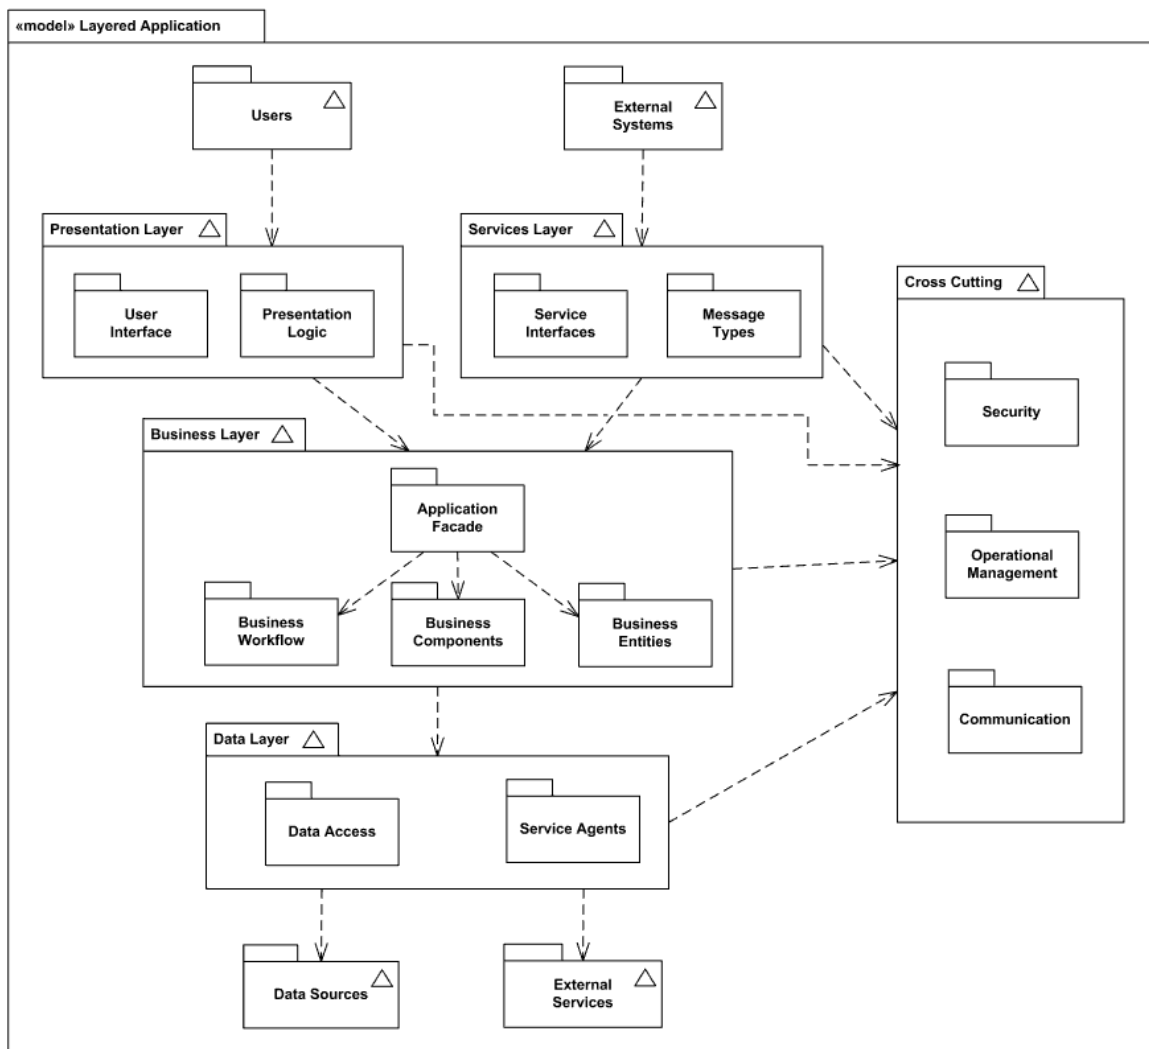 «model» Layered Application
Users
External
Systems
Presentation Layer
Services Layer
User
Interface
Presentation
Logic
Service
Interfaces
Message
Types
Cross Cutting
Security
Operational
Management
Communication
Business Layer
Application
Facade
Business
Workflow
Business
Components
Business
Entities
Data Layer
Data Access
Service Agents
Data Sources
External
Services